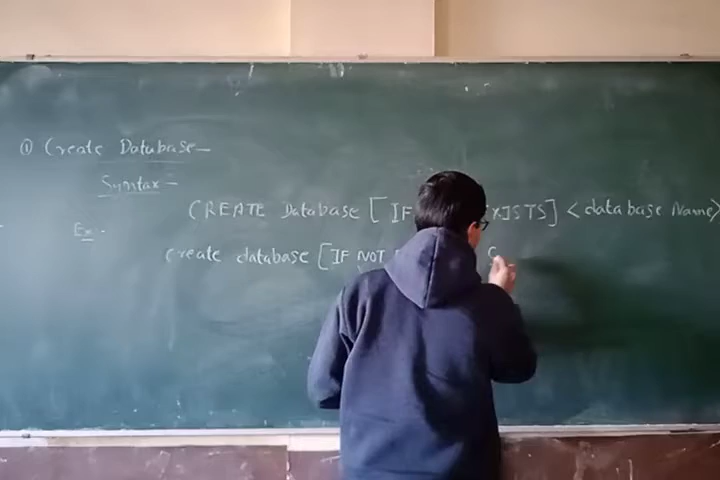 ① Create Database—
Syntax—
CREATE Database [IF XISTS] <database Name>
Ex:-
Create database [IF NOT